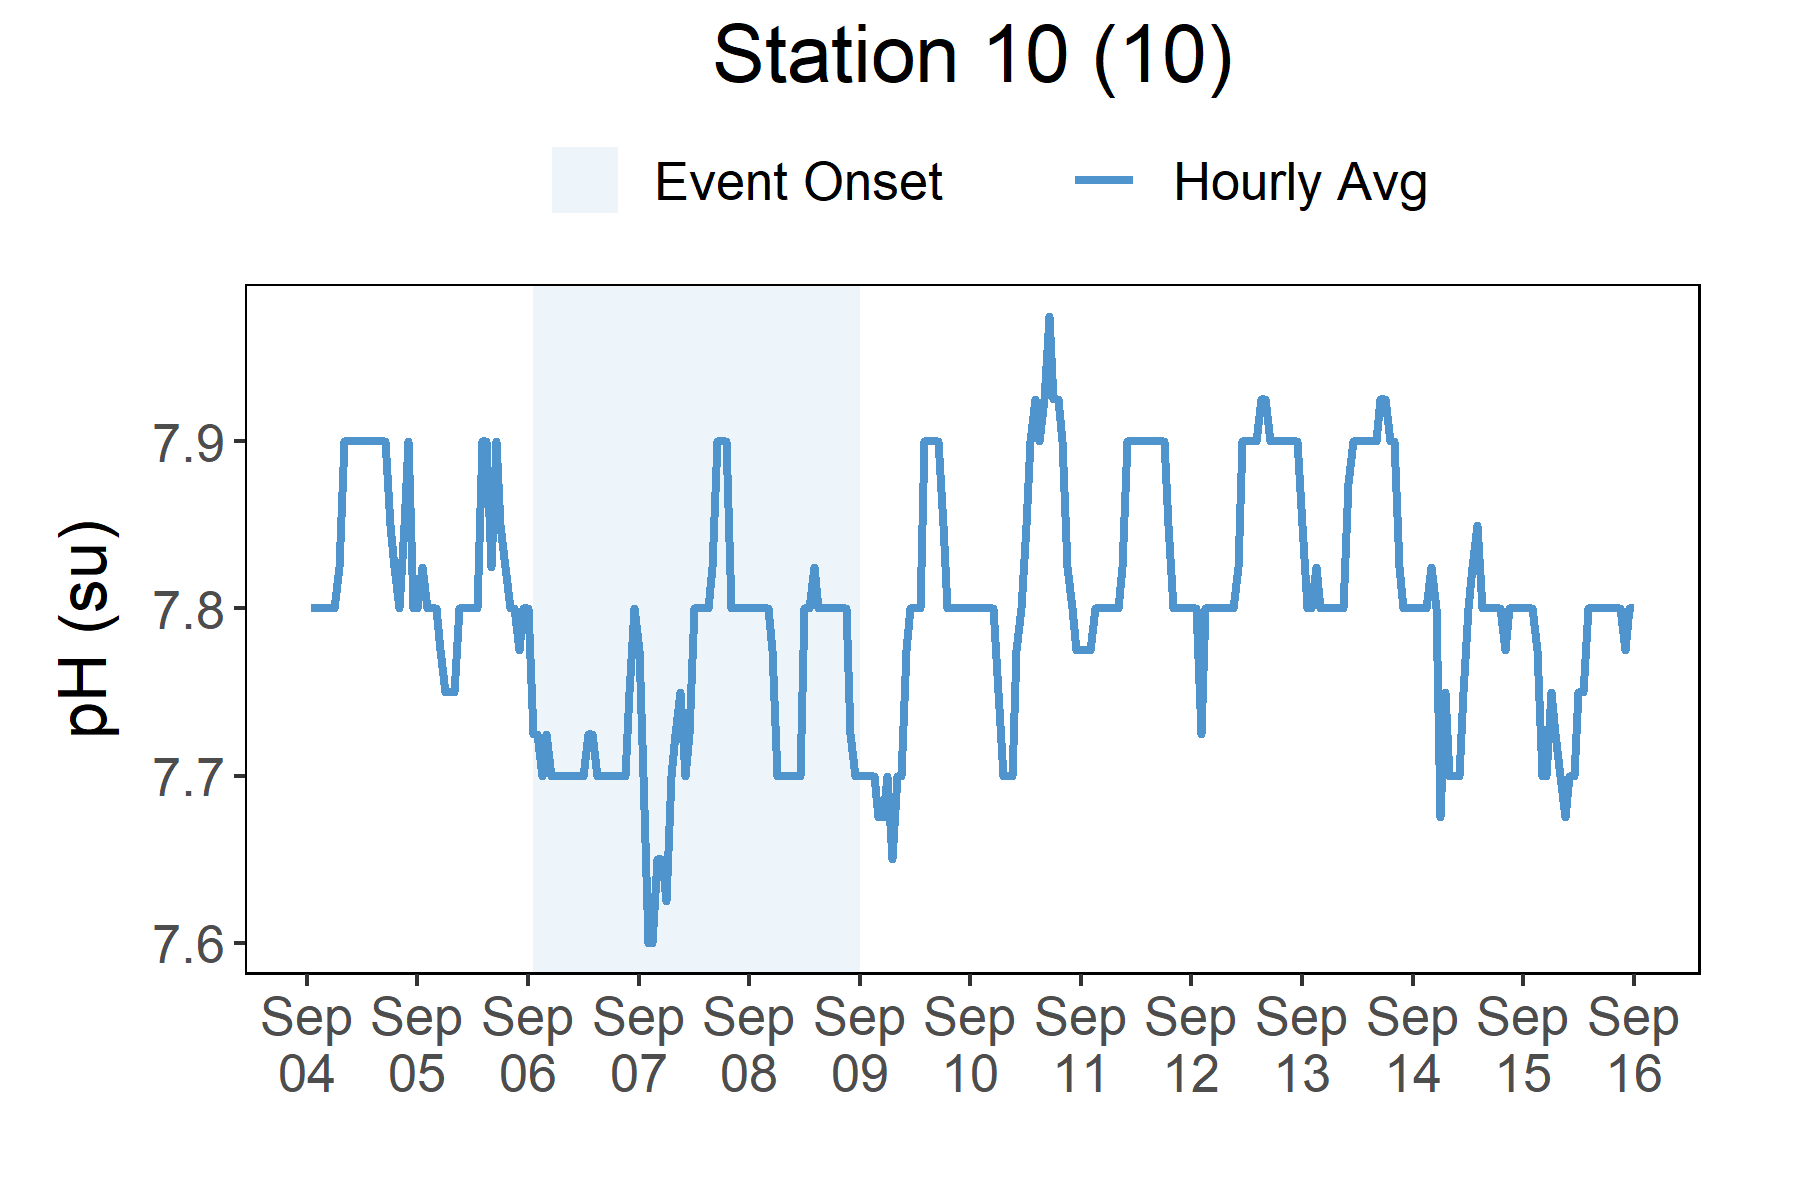 Station 10 (10)
Event Onset
Hourly Avg
pH (su)
7.9
7.8
7.7
7.6
Sep 04
Sep 05
Sep 06
Sep 07
Sep 08
Sep 09
Sep 10
Sep 11
Sep 12
Sep 13
Sep 14
Sep 15
Sep 16